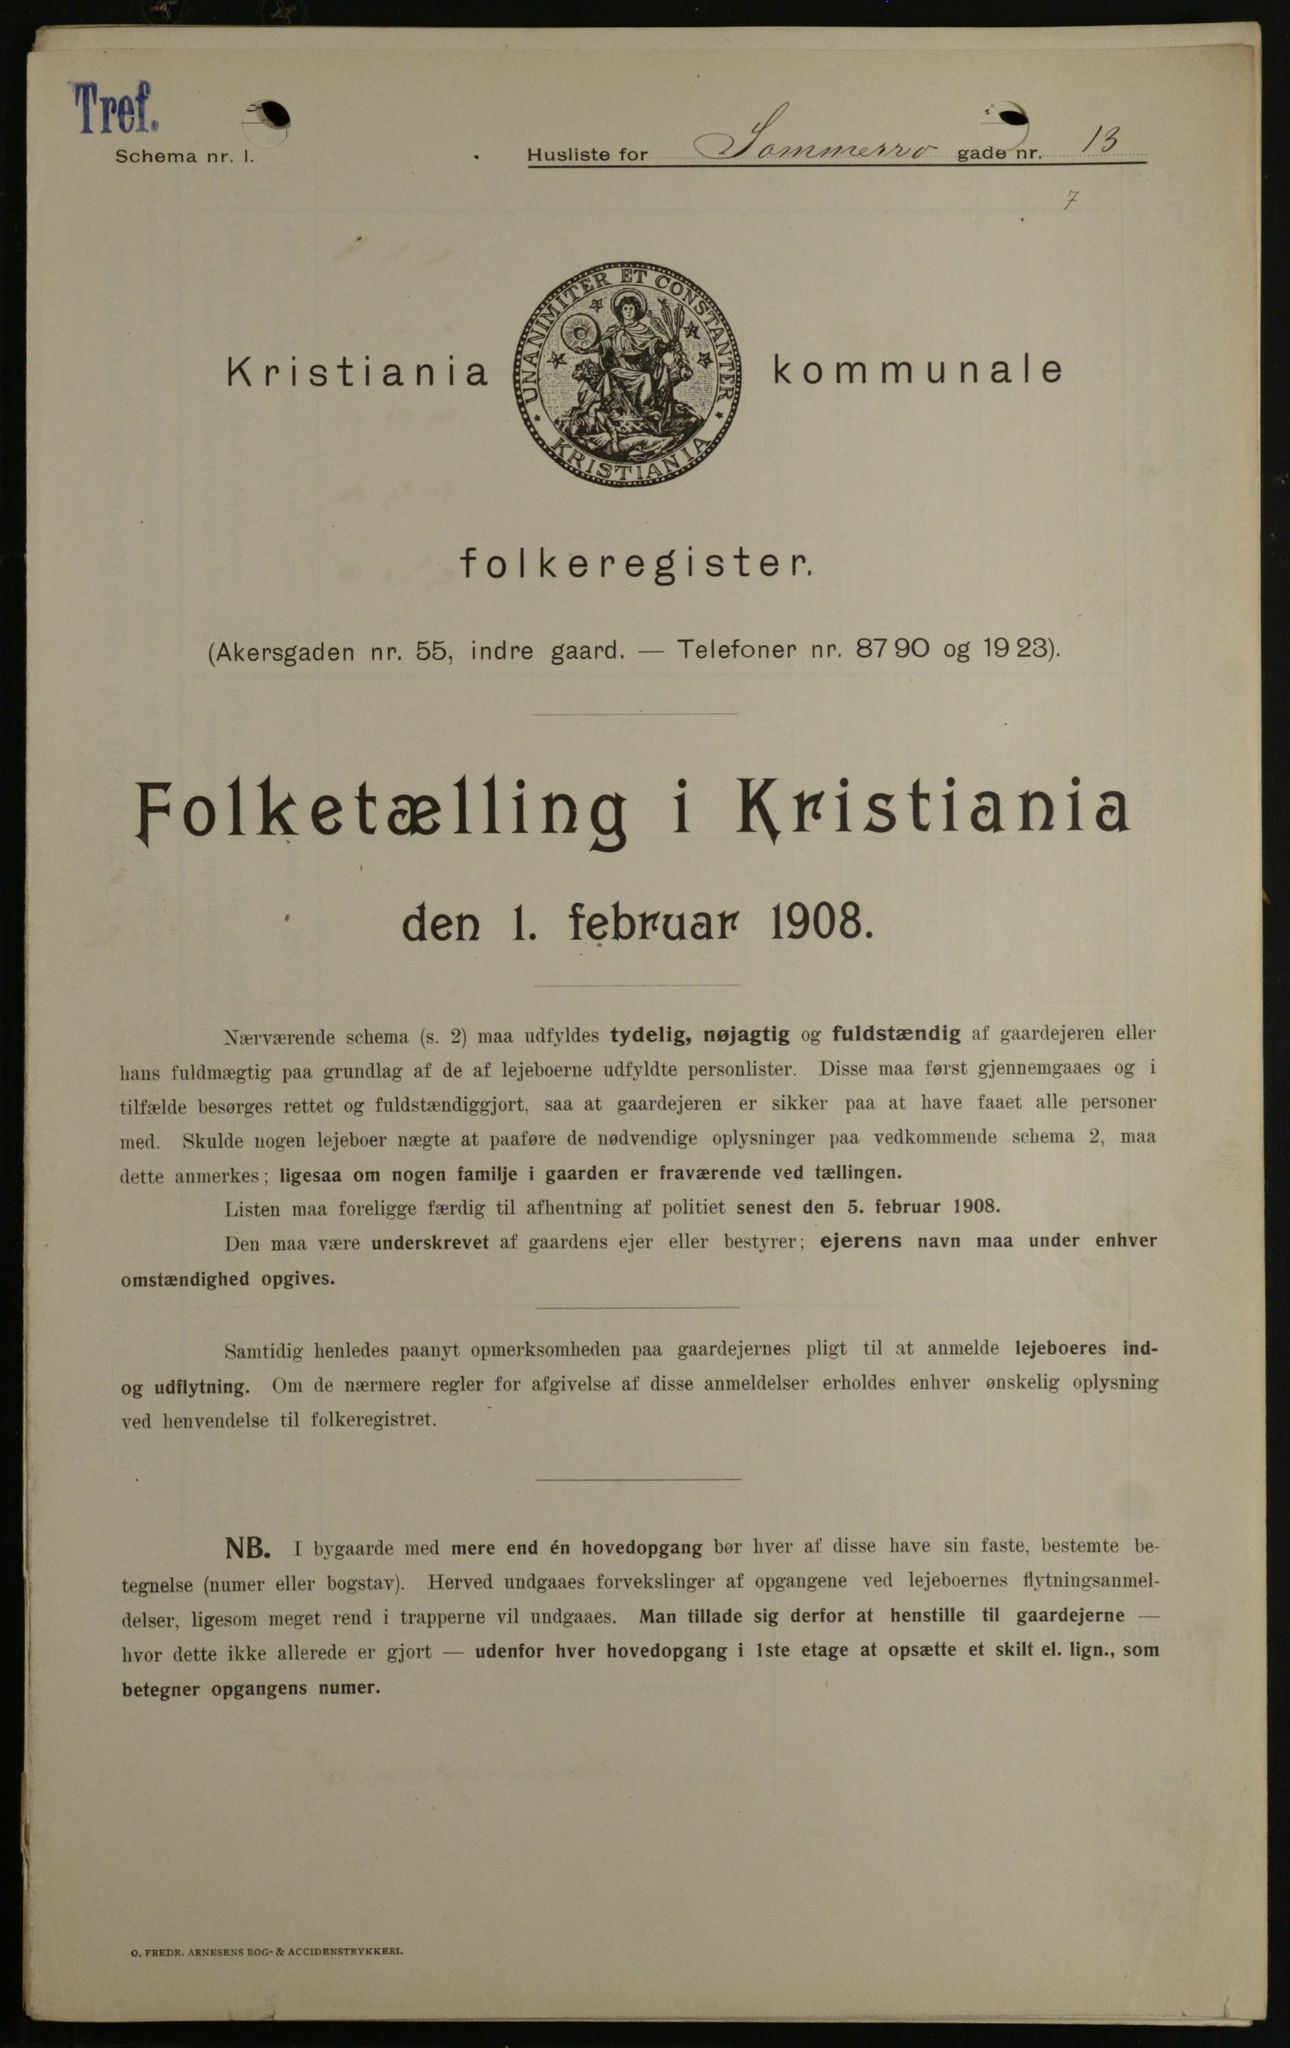 Tref.
Schema nr. 1.
Husliste for Sommerro gade nr. 13
7
UNANIMITER ET CONSTANTER
KRISTIANIA
Kristiania kommunale
folkeregister.
(Akersgaden nr. 55, indre gaard. — Telefoner nr. 87 90 og 19 23).
Folketælling i Kristiania
den 1. februar 1908.
Nærværende schema (s. 2) maa udfyldes tydelig, nøjagtig og fuldstændig af gaardejeren eller
hans fuldmægtig paa grundlag af de af lejeboerne udfyldte personlister. Disse maa først gjennemgaaes og i
tilfælde besørges rettet og fuldstændiggjort, saa at gaardejeren er sikker paa at have faaet alle personer
med. Skulde nogen lejeboer nægte at paaføre de nødvendige oplysninger paa vedkommende schema 2, maa
dette anmerkes; ligesaa om nogen familje i gaarden er fraværende ved tællingen.
Listen maa foreligge færdig til afhentning af politiet senest den 5. februar 1908.
Den maa være underskrevet af gaardens ejer eller bestyrer; ejerens navn maa under enhver
omstændighed opgives.
Samtidig henledes paanyt opmerksomheden paa gaardejernes pligt til at anmelde lejeboeres ind-
og udflytning. Om de nærmere regler for afgivelse af disse anmeldelser erholdes enhver ønskelig oplysning
ved henvendelse til folkeregistret.
NB. I bygaarde med mere end én hovedopgang bør hver af disse have sin faste, bestemte be-
tegnelse (numer eller bogstav). Herved undgaaes forvekslinger af opgangene ved lejeboernes flytningsanmel-
delser, ligesom meget rend i trapperne vil undgaaes. Man tillade sig derfor at henstille til gaardejerne —
hvor dette ikke allerede er gjort — udenfor hver hovedopgang i 1ste etage at opsætte et skilt el. lign., som
betegner opgangens numer.
O. FREDR. ARNESENS BOG- & ACCIDENSTRYKKERI.